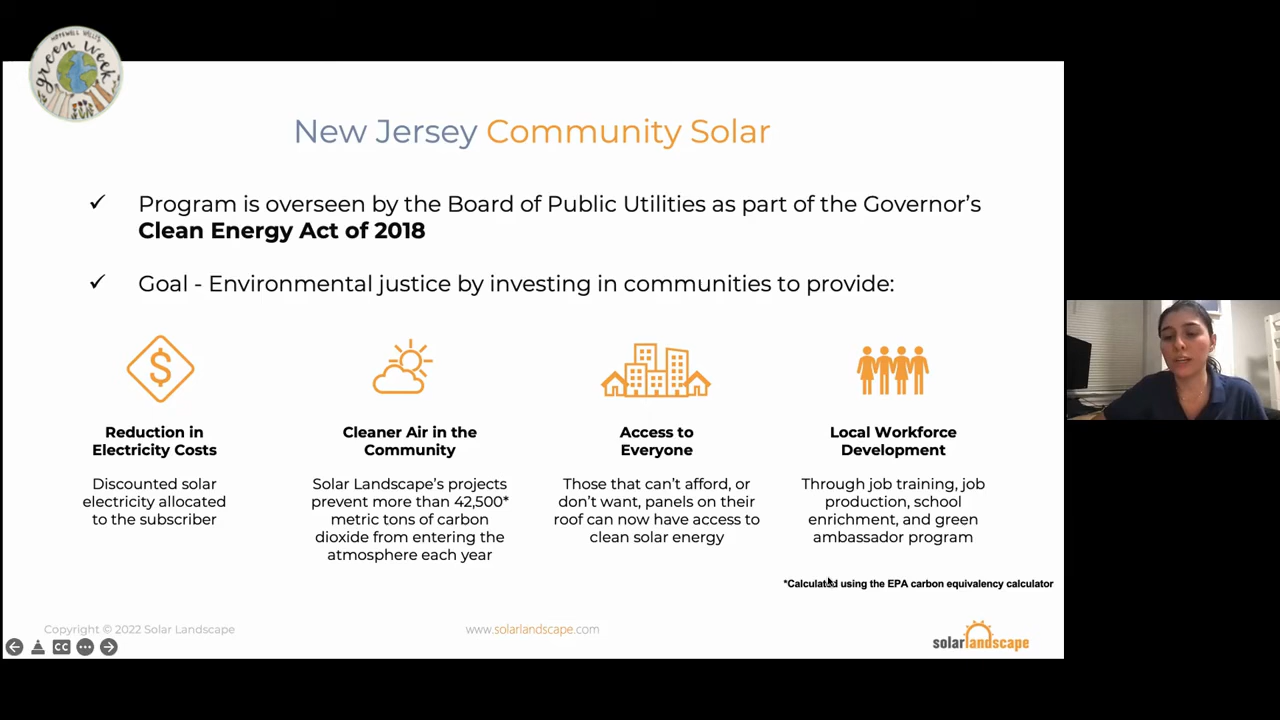 HOPEWELL VALLEY
green week
New Jersey Community Solar
✓ Program is overseen by the Board of Public Utilities as part of the Governor's
Clean Energy Act of 2018
✓ Goal - Environmental justice by investing in communities to provide:
$
Reduction in
Electricity Costs
Discounted solar
electricity allocated
to the subscriber
Cleaner Air in the
Community
Solar Landscape's projects
prevent more than 42,500*
metric tons of carbon
dioxide from entering the
atmosphere each year
Access to
Everyone
Those that can't afford, or
don't want, panels on their
roof can now have access to
clean solar energy
Local Workforce
Development
Through job training, job
production, school
enrichment, and green
ambassador program
*Calculated using the EPA carbon equivalency calculator
Copyright © 2022 Solar Landscape
www.solarlandscape.com
solarlandscape
CC